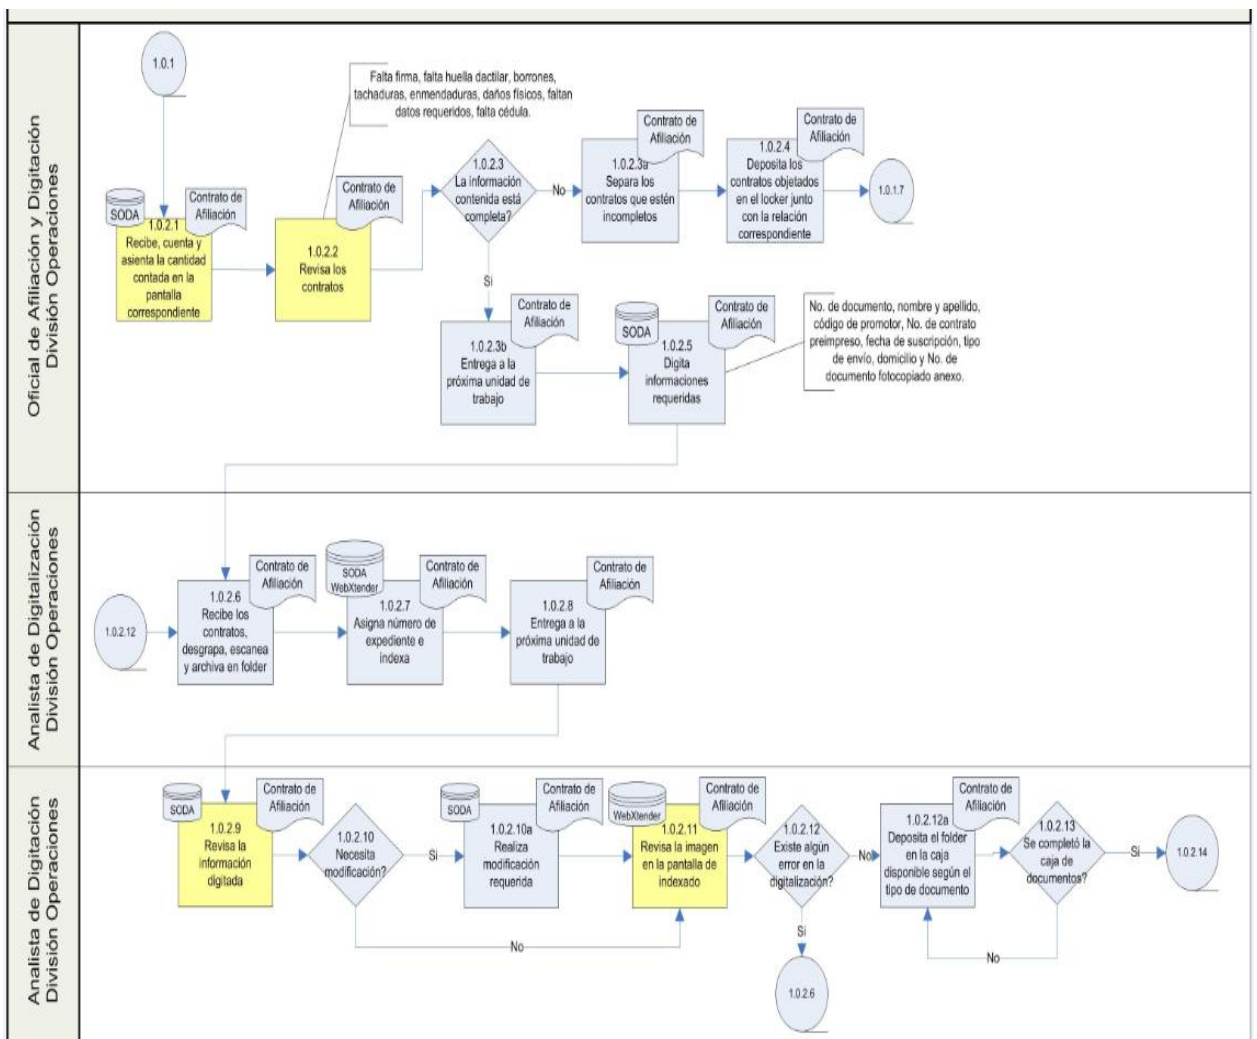 Oficial de Afiliación y Digitación
División Operaciones
1.0.1
Falta firma, falta huella dactilar, borrones,
tachaduras, enmendaduras, daños físicos, faltan
datos requeridos, falta cédula.
SODA
Contrato de
Afiliación
1.0.2.1
Recibe, cuenta y
asienta la cantidad
contada en la
pantalla
correspondiente
Contrato de
Afiliación
1.0.2.2
Revisa los
contratos
1.0.2.3
La información
contenida está
completa?
No
Contrato de
Afiliación
1.0.2.3a
Separa los
contratos que estén
incompletos
Contrato de
Afiliación
1.0.2.4
Deposita los
contratos objetados
en el locker junto
con la relación
correspondiente
1.0.1.7
Si
Contrato de
Afiliación
1.0.2.3b
Entrega a la
próxima unidad de
trabajo
SODA
Contrato de
Afiliación
1.0.2.5
Digita
informaciones
requeridas
No. de documento, nombre y apellido,
código de promotor, No. de contrato
preimpreso, fecha de suscripción, tipo
de envío, domicilio y No. de
documento fotocopiado anexo.
Analista de Digitalización
División Operaciones
1.0.2.12
Contrato de
Afiliación
1.0.2.6
Recibe los
contratos,
desgrapa, escanea
y archiva en folder
SODA
WebXtender
Contrato de
Afiliación
1.0.2.7
Asigna número de
expediente e
indexa
Contrato de
Afiliación
1.0.2.8
Entrega a la
próxima unidad de
trabajo
Analista de Digitación
División Operaciones
SODA
Contrato de
Afiliación
1.0.2.9
Revisa la
información
digitada
1.0.2.10
Necesita
modificación?
Si
No
SODA
Contrato de
Afiliación
1.0.2.10a
Realiza
modificación
requerida
WebXtender
Contrato de
Afiliación
1.0.2.11
Revisa la imagen
en la pantalla de
indexado
1.0.2.12
Existe algún
error en la
digitalización?
No
Si
1.0.2.6
Contrato de
Afiliación
1.0.2.12a
Deposita el folder
en la caja
disponible según el
tipo de documento
1.0.2.13
Se completó la
caja de
documentos?
Si
No
1.0.2.14